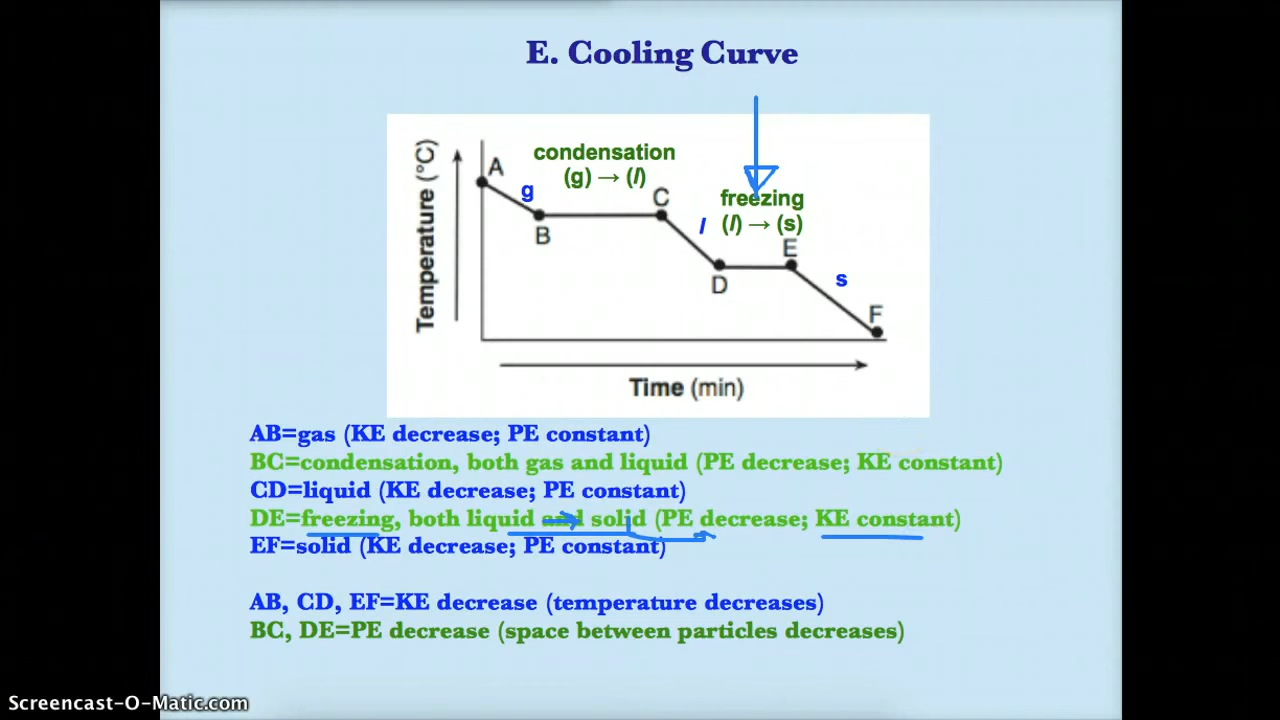 E. Cooling Curve
Temperature (°C)
A
g
B
condensation
(g) → (l)
C
l
freezing
(l) → (s)
D
E
s
F
Time (min)
AB=gas (KE decrease; PE constant)
BC=condensation, both gas and liquid (PE decrease; KE constant)
CD=liquid (KE decrease; PE constant)
DE=freezing, both liquid and solid (PE decrease; KE constant)
EF=solid (KE decrease; PE constant)
AB, CD, EF=KE decrease (temperature decreases)
BC, DE=PE decrease (space between particles decreases)
Screencast-O-Matic.com